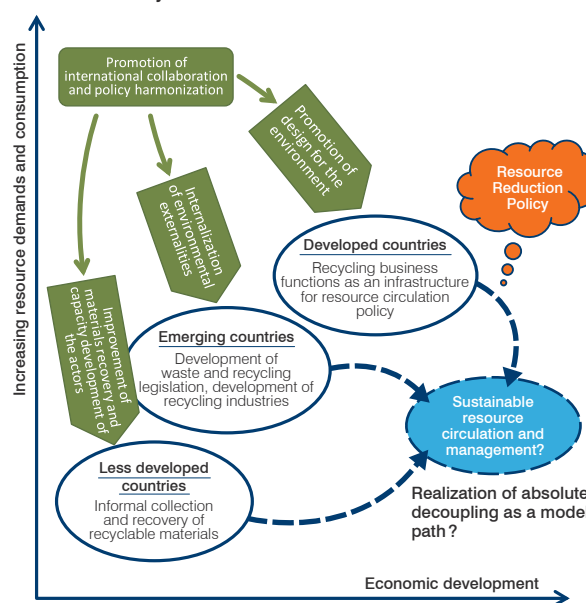 Increasing resource demands and consumption
Promotion of
international collaboration
and policy harmonization
Promotion of
design for the
environment
Internalization
of environmental
externalities
Improvement of
materials recovery and
capacity development of
the actors
Resource
Reduction
Policy
Developed countries
Recycling business
functions as an infrastructure
for resource circulation
policy
Emerging countries
Development of
waste and recycling
legislation, development of
recycling industries
Less developed
countries
Informal collection
and recovery of
recyclable materials
Sustainable
resource
circulation and
management?
Realization of absolute
decoupling as a model
path?
Economic development